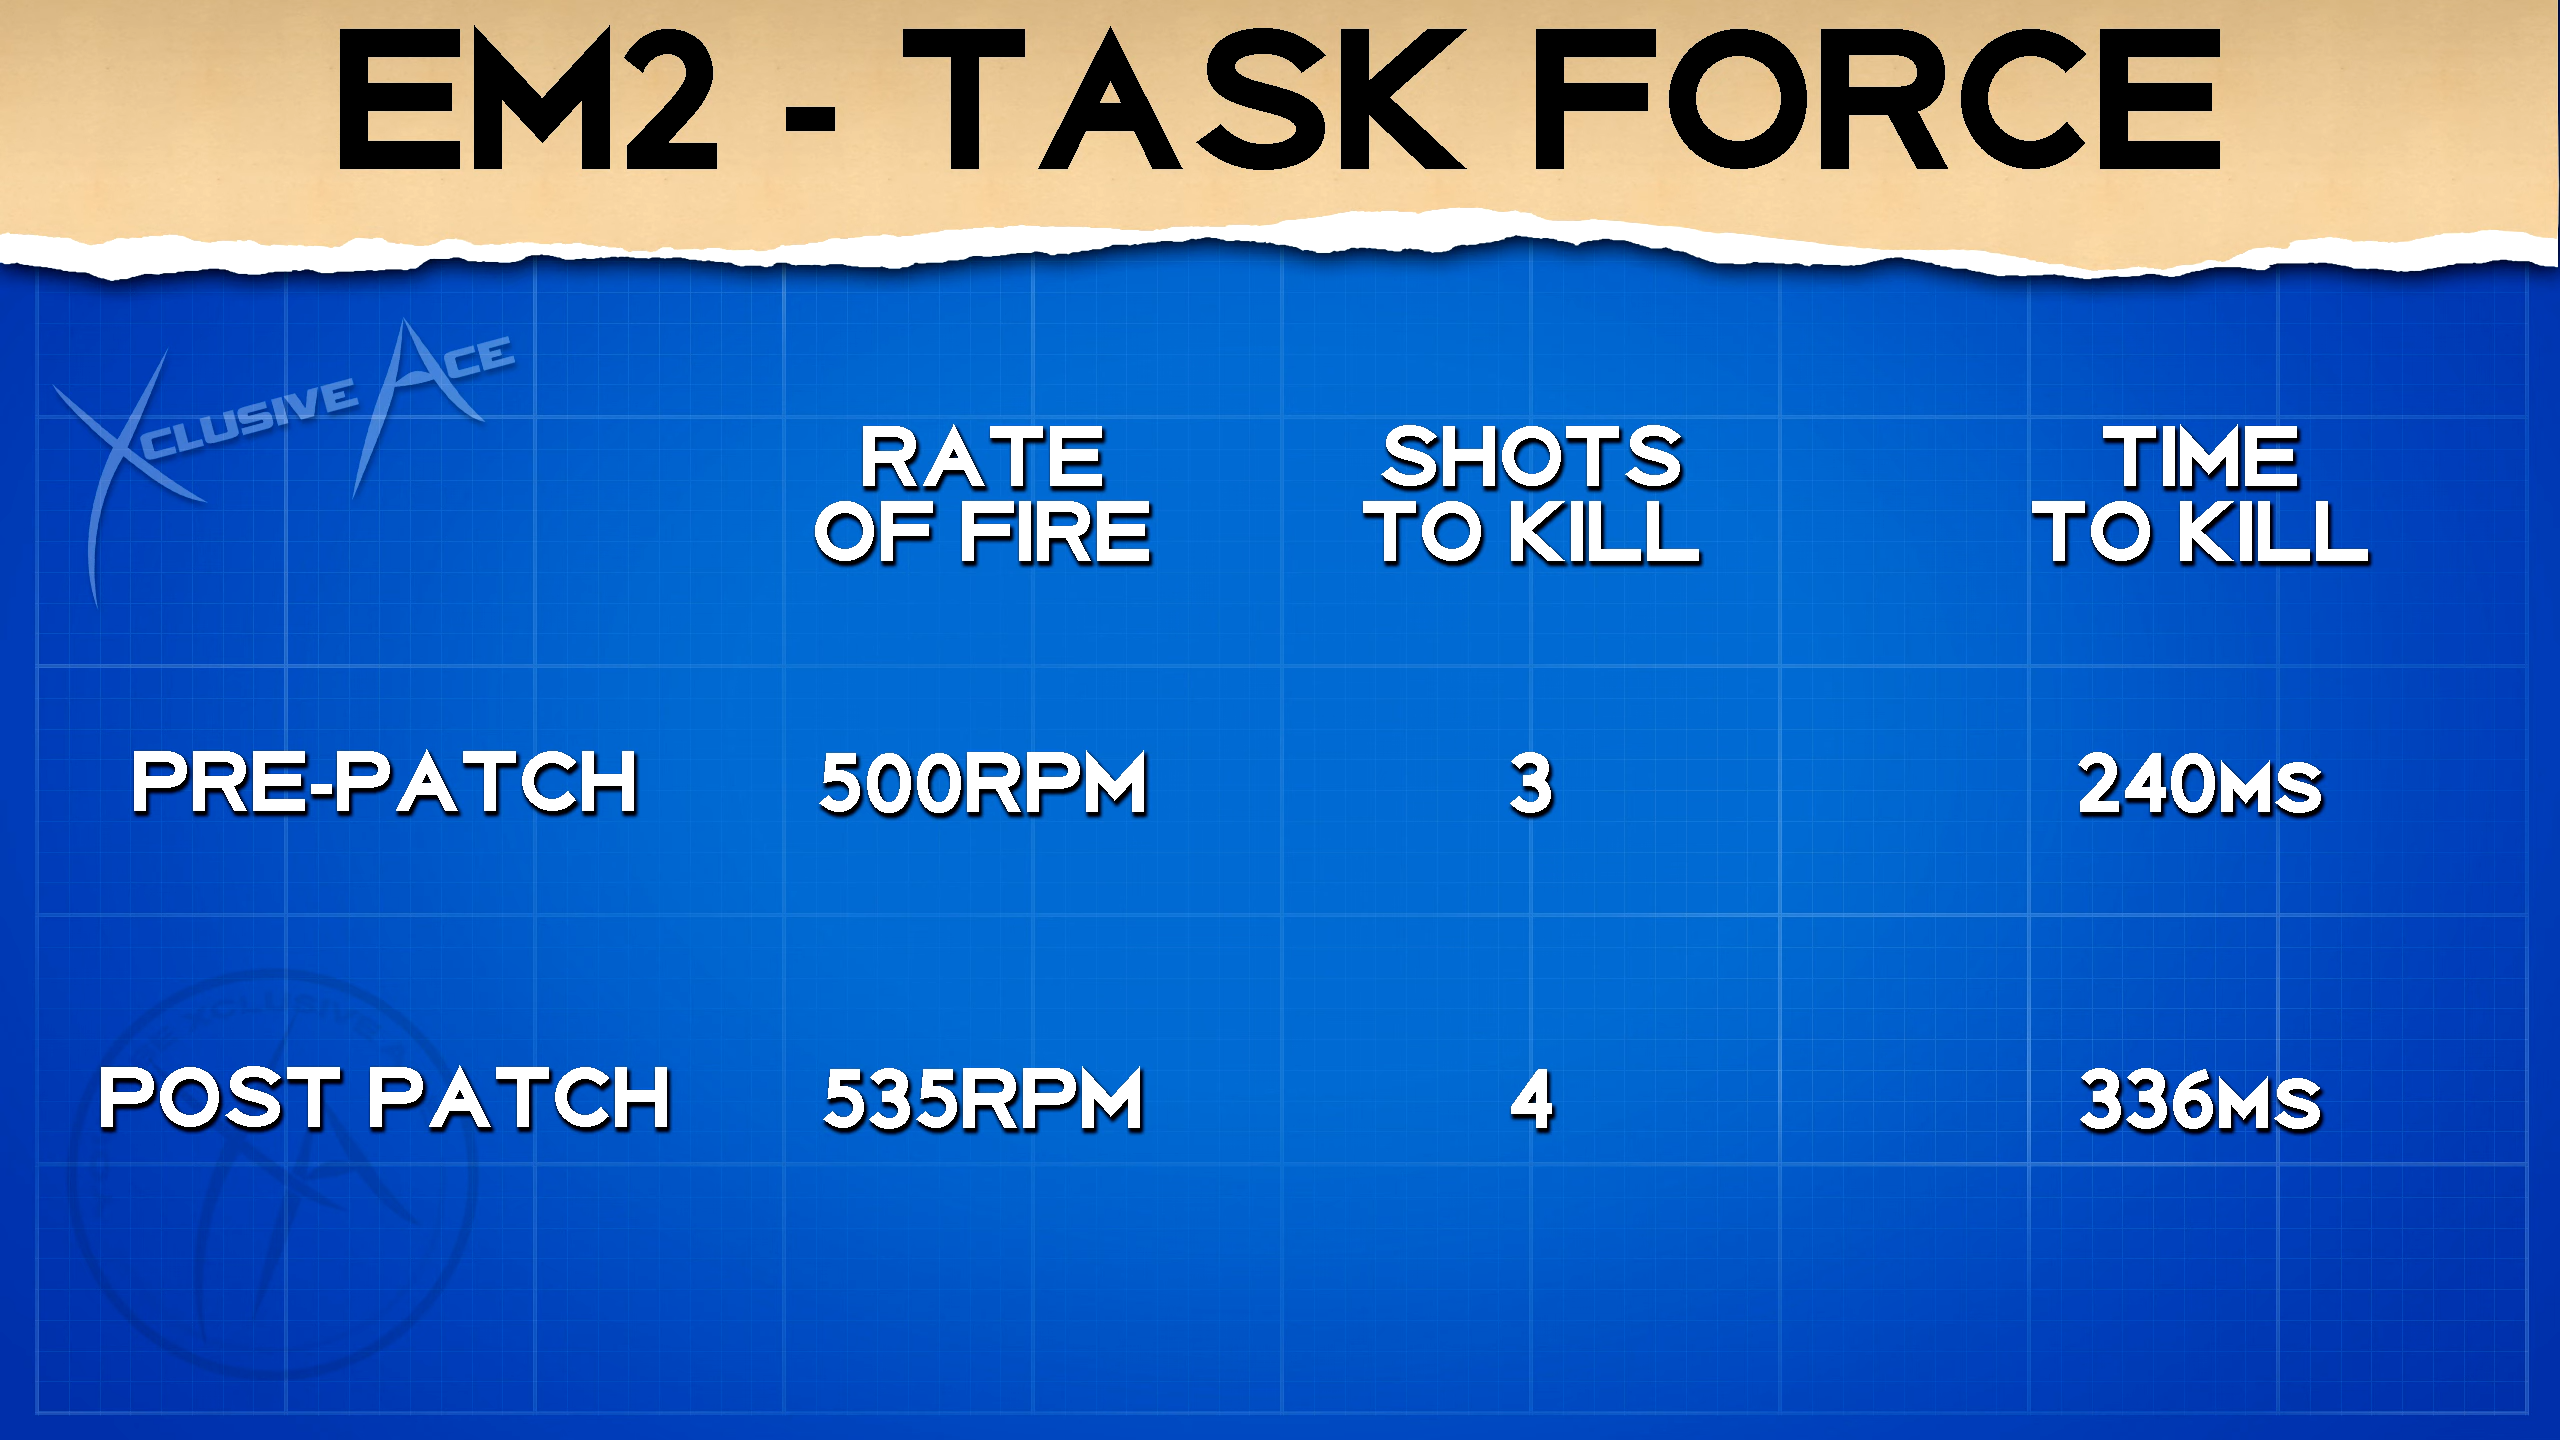 EM2 - TASK FORCE
XCLUSIVE ACE
RATE OF FIRE
SHOTS TO KILL
TIME TO KILL
PRE-PATCH 500RPM 3 240MS
POST PATCH 535RPM 4 336MS
XCLUSIVE A